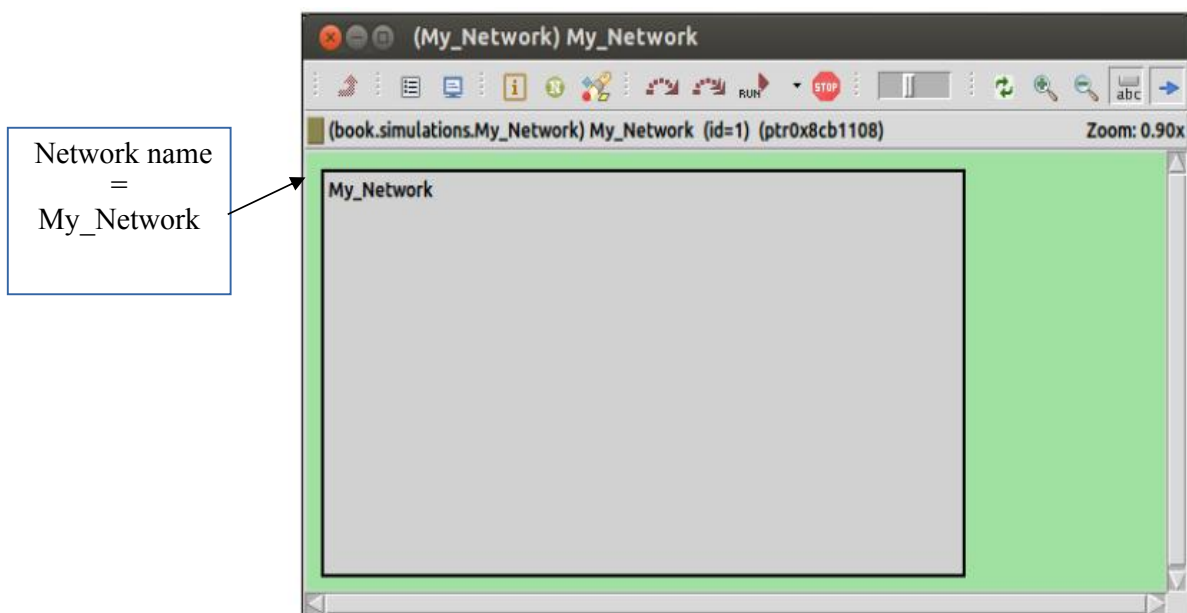 (My_Network) My_Network
RUN
STOP
abc
(book.simulations.My_Network) My_Network (id=1) (ptr0x8cb1108)
Zoom: 0.90x
Network name
=
My_Network
My_Network